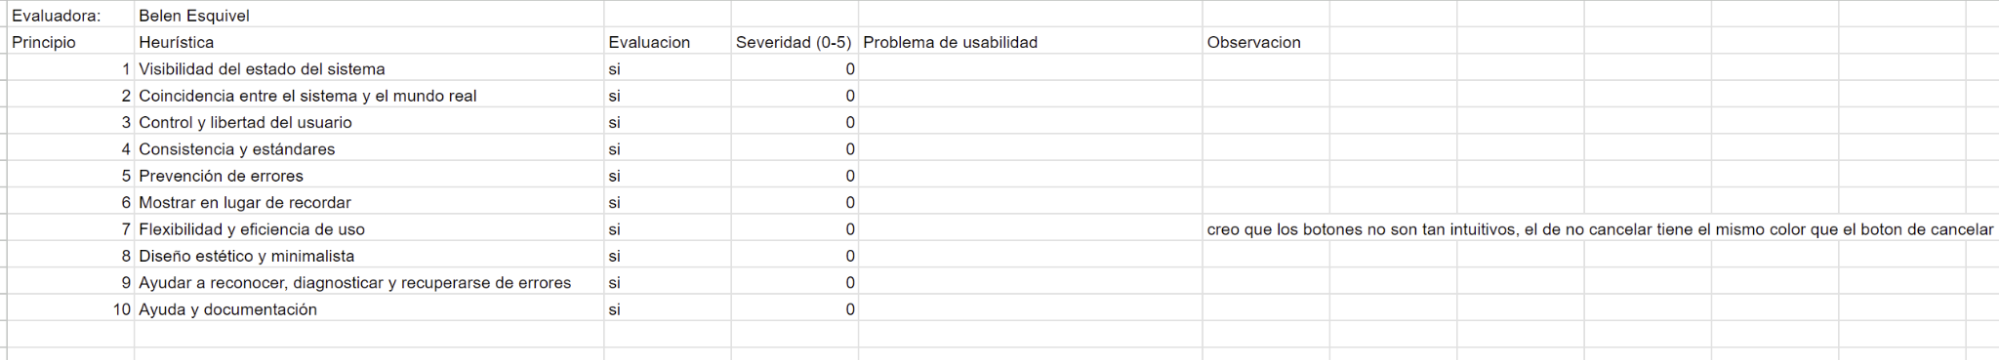 Evaluadora: Belen Esquivel
Principio Heurística Evaluacion Severidad (0-5) Problema de usabilidad Observacion
1 Visibilidad del estado del sistema si 0
2 Coincidencia entre el sistema y el mundo real si 0
3 Control y libertad del usuario si 0
4 Consistencia y estándares si 0
5 Prevención de errores si 0
6 Mostrar en lugar de recordar si 0
7 Flexibilidad y eficiencia de uso si 0 creo que los botones no son tan intuitivos, el de no cancelar tiene el mismo color que el boton de cancelar
8 Diseño estético y minimalista si 0
9 Ayudar a reconocer, diagnosticar y recuperarse de errores si 0
10 Ayuda y documentación si 0